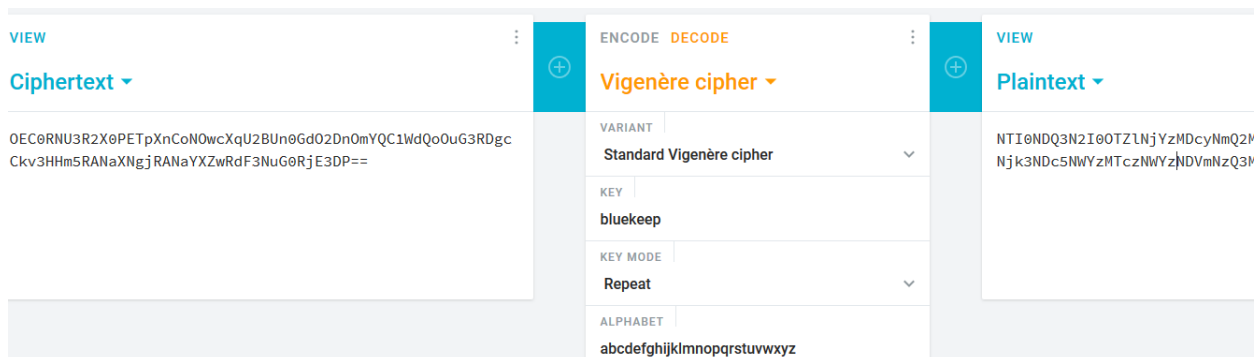 VIEW
Ciphertext
OEC0RNU3R2X0PETpXnCoNOwcXqU2BUn0GdO2DnOmYQC1WdQoOuG3RDgc
Ckv3HHm5RANaXNgjRANaYXZwRdF3NuG0RjE3DP==
ENCODE DECODE
Vigenère cipher
VARIANT
Standard Vigenère cipher
KEY
bluekeep
KEY MODE
Repeat
ALPHABET
abcdefghijklmnopqrstuvwxyz
VIEW
Plaintext
NTI0NDQ3N2I0OTZlNjYzMDcyNmQ2M
Njk3NDc5NWYzMTczNWYzNDVmNzQ3M